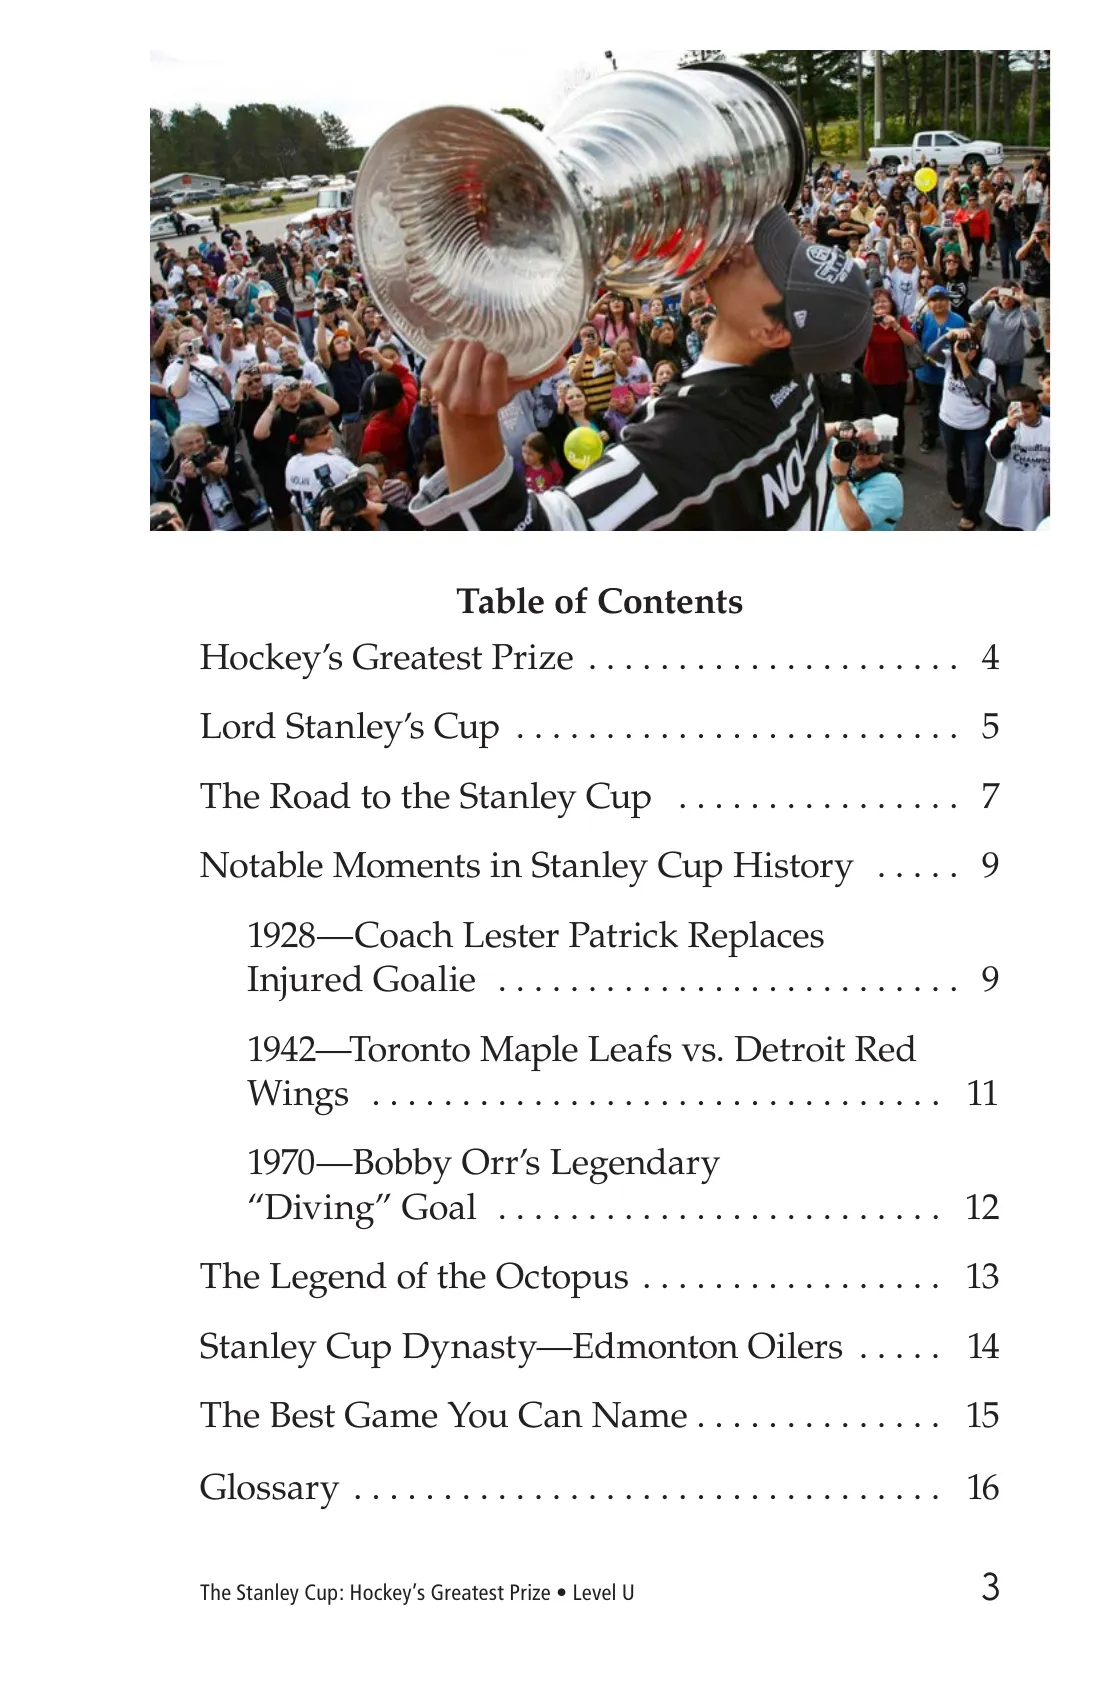 Reebok
NO
NOLAN
CHAMPION
Table of Contents
Hockey’s Greatest Prize . . . . . . . . . . . . . . . . . . . . . 4
Lord Stanley’s Cup . . . . . . . . . . . . . . . . . . . . . . . . . 5
The Road to the Stanley Cup . . . . . . . . . . . . . . . . 7
Notable Moments in Stanley Cup History . . . . . 9
1928—Coach Lester Patrick Replaces
Injured Goalie . . . . . . . . . . . . . . . . . . . . . . . . . . 9
1942—Toronto Maple Leafs vs. Detroit Red
Wings . . . . . . . . . . . . . . . . . . . . . . . . . . . . . . . . 11
1970—Bobby Orr’s Legendary
“Diving” Goal . . . . . . . . . . . . . . . . . . . . . . . . . 12
The Legend of the Octopus . . . . . . . . . . . . . . . . . 13
Stanley Cup Dynasty—Edmonton Oilers . . . . . 14
The Best Game You Can Name . . . . . . . . . . . . . . 15
Glossary . . . . . . . . . . . . . . . . . . . . . . . . . . . . . . . . . 16
The Stanley Cup: Hockey’s Greatest Prize • Level U 3